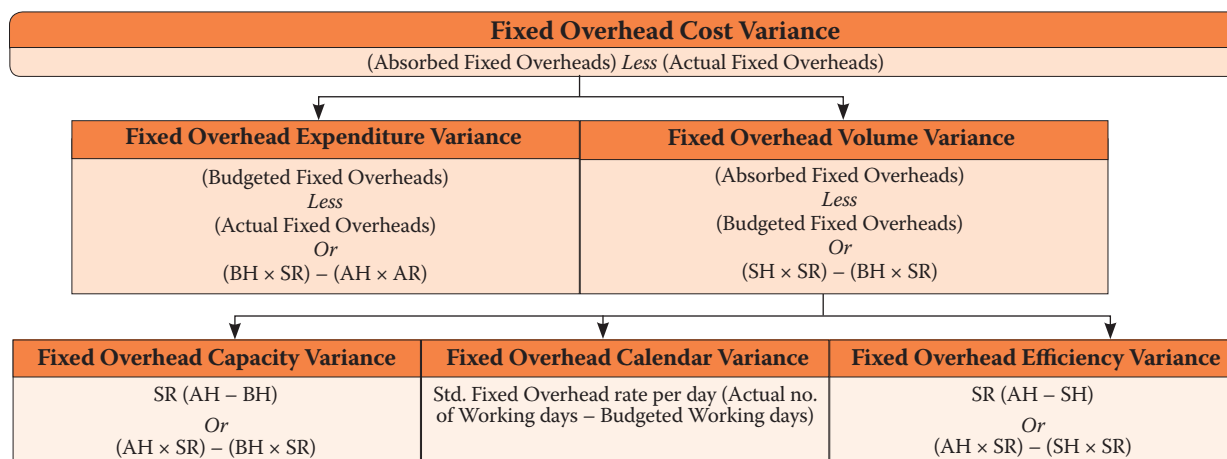 Fixed Overhead Cost Variance
(Absorbed Fixed Overheads) Less (Actual Fixed Overheads)
Fixed Overhead Expenditure Variance
(Budgeted Fixed Overheads)
Less
(Actual Fixed Overheads)
Or
(BH × SR) – (AH × AR)
Fixed Overhead Volume Variance
(Absorbed Fixed Overheads)
Less
(Budgeted Fixed Overheads)
Or
(SH × SR) – (BH × SR)
Fixed Overhead Capacity Variance
SR (AH – BH)
Or
(AH × SR) – (BH × SR)
Fixed Overhead Calendar Variance
Std. Fixed Overhead rate per day (Actual no.
of Working days – Budgeted Working days)
Fixed Overhead Efficiency Variance
SR (AH – SH)
Or
(AH × SR) – (SH × SR)